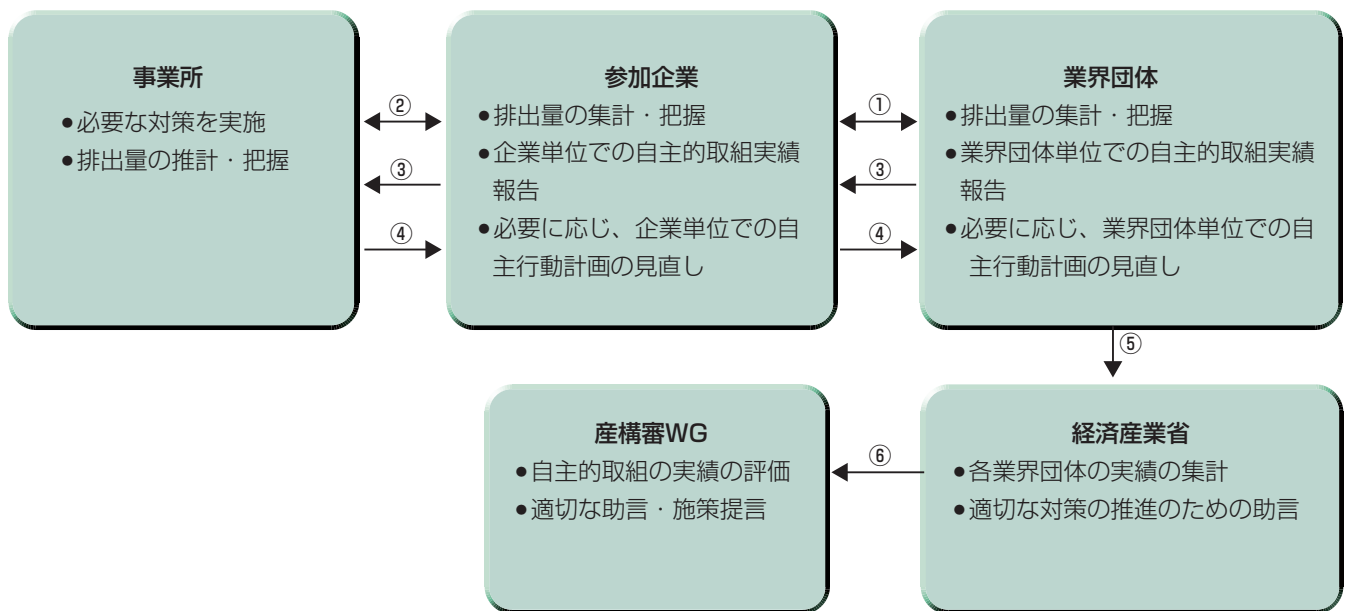 事業所
●必要な対策を実施
●排出量の推計・把握
②
③
④
参加企業
●排出量の集計・把握
●企業単位での自主的取組実績
報告
●必要に応じ、企業単位での自
主行動計画の見直し
①
③
④
業界団体
●排出量の集計・把握
●業界団体単位での自主的取組実績
報告
●必要に応じ、業界団体単位での自
主行動計画の見直し
⑤
産構審WG
●自主的取組の実績の評価
●適切な助言・施策提言
⑥
経済産業省
●各業界団体の実績の集計
●適切な対策の推進のための助言